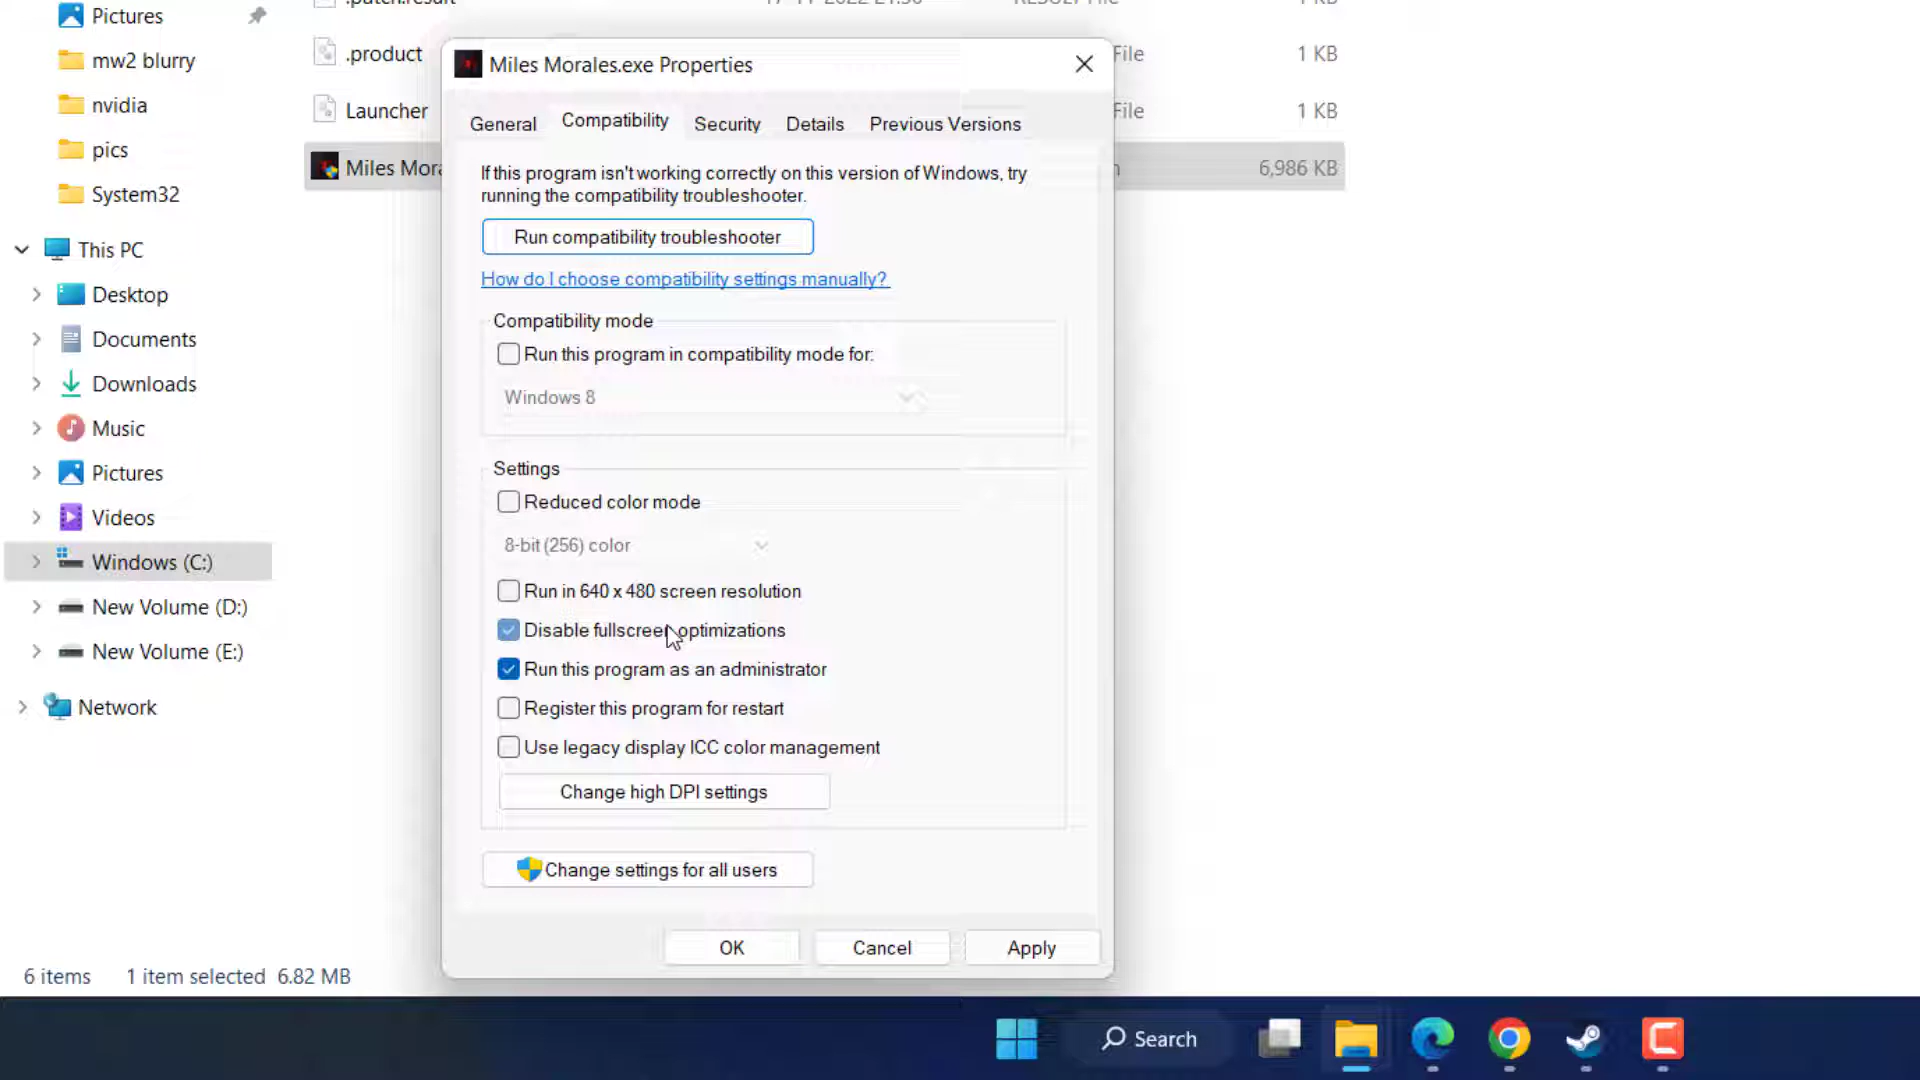 Pictures
mw2 blurry
nvidia
pics
System32
This PC
Desktop
Documents
Downloads
Music
Pictures
Videos
Windows (C:)
New Volume (D:)
New Volume (E:)
Network
.patch.result
.product
File
1 KB
Launcher
File
1 KB
Miles Mora
6,986 KB
Miles Morales.exe Properties
General
Compatibility
Security
Details
Previous Versions
If this program isn't working correctly on this version of Windows, try
running the compatibility troubleshooter.
Run compatibility troubleshooter
How do I choose compatibility settings manually?
Compatibility mode
Run this program in compatibility mode for:
Windows 8
Settings
Reduced color mode
8-bit (256) color
Run in 640 x 480 screen resolution
Disable fullscreen optimizations
Run this program as an administrator
Register this program for restart
Use legacy display ICC color management
Change high DPI settings
Change settings for all users
OK
Cancel
Apply
6 items
1 item selected 6.82 MB
Search